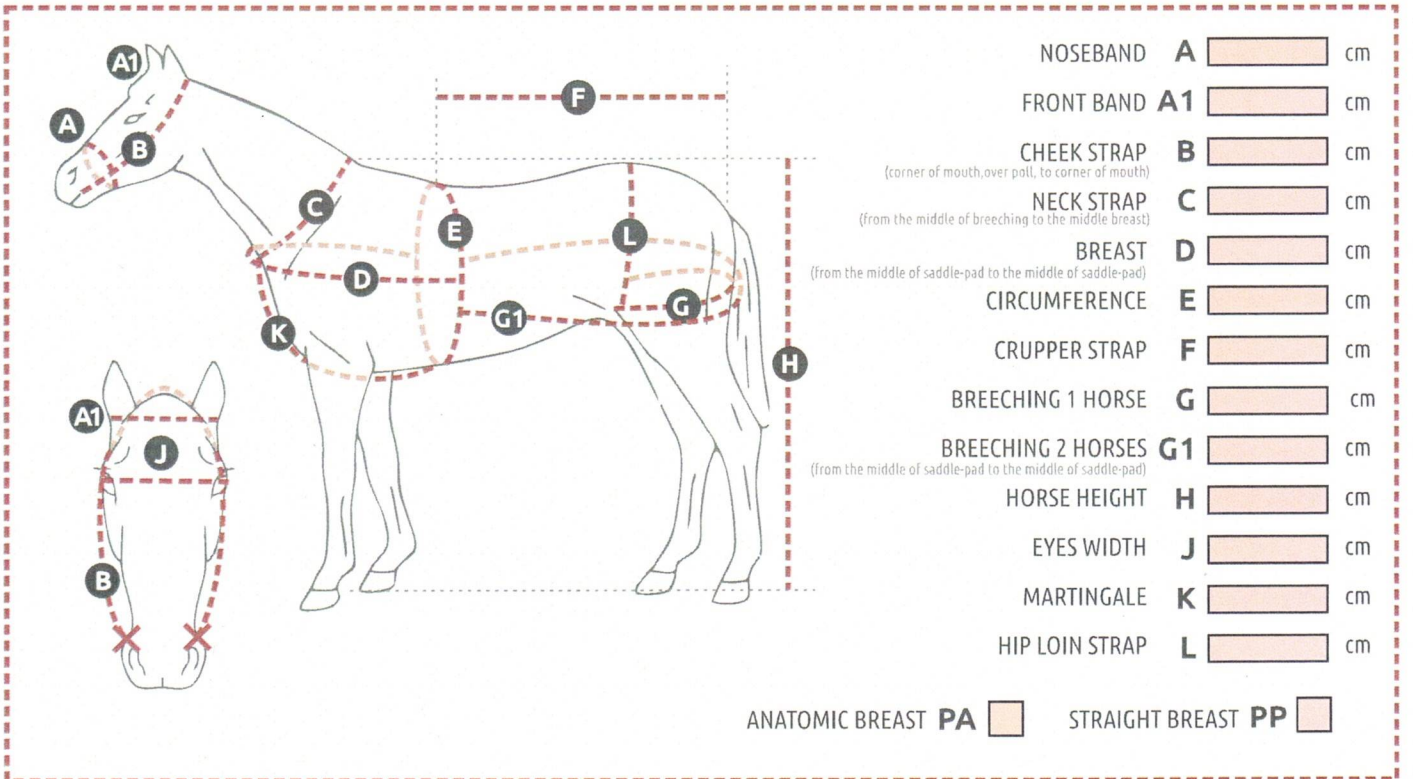 A1
A
B
F
C
E
L
D
G
G1
K
H
A1
J
B
NOSEBAND A cm
FRONT BAND A1 cm
CHEEK STRAP B cm
(corner of mouth,over poll, to corner of mouth)
NECK STRAP C cm
(from the middle of breeching to the middle breast)
BREAST D cm
(from the middle of saddle-pad to the middle of saddle-pad)
CIRCUMFERENCE E cm
CRUPPER STRAP F cm
BREECHING 1 HORSE G cm
BREECHING 2 HORSES G1 cm
(from the middle of saddle-pad to the middle of saddle-pad)
HORSE HEIGHT H cm
EYES WIDTH J cm
MARTINGALE K cm
HIP LOIN STRAP L cm
ANATOMIC BREAST PA STRAIGHT BREAST PP